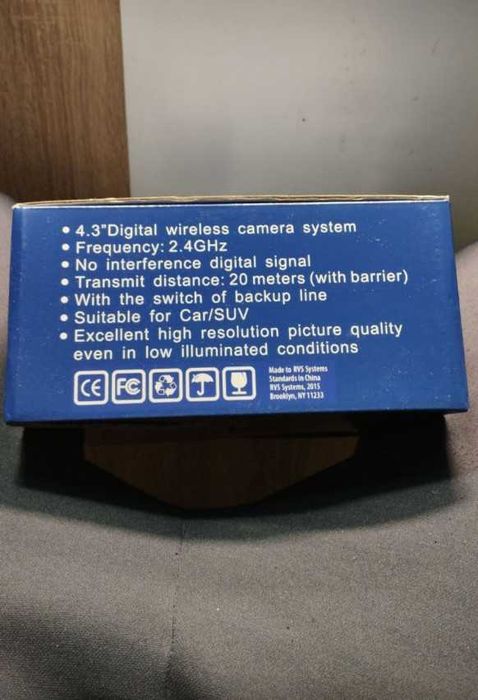 • 4.3"Digital wireless camera system
• Frequency: 2.4GHz
• No interference digital signal
• Transmit distance: 20 meters (with barrier)
• With the switch of backup line
• Suitable for Car/SUV
• Excellent high resolution picture quality
even in low illuminated conditions
CE FC
Made to RVS Systems
Standards in China
RVS Systems, 2015
Brooklyn, NY 11233